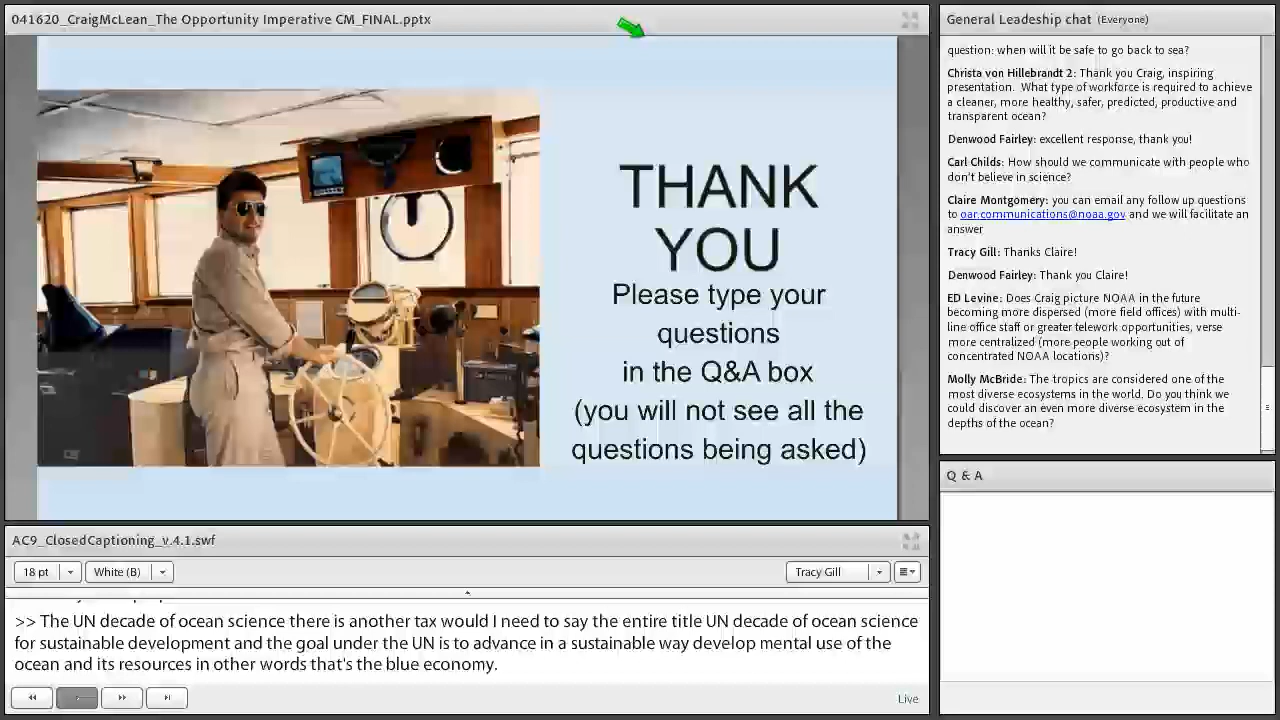 041620_CraigMcLean_The Opportunity Imperative CM_FINAL.pptx
THANK
YOU
Please type your
questions
in the Q&A box
(you will not see all the
questions being asked)
AC9_ClosedCaptioning_v.4.1.swf
18 pt
White (B)
Tracy Gill
>> The UN decade of ocean science there is another tax would I need to say the entire title UN decade of ocean science
for sustainable development and the goal under the UN is to advance in a sustainable way develop mental use of the
ocean and its resources in other words that's the blue economy.
Live
General Leadership chat (Everyone)
question: when will it be safe to go back to sea?
Christa von Hillebrandt 2: Thank you Craig, inspiring
presentation. What type of workforce is required to achieve
a cleaner, more healthy, safer, predicted, productive and
transparent ocean?
Denwood Fairley: excellent response, thank you!
Carl Childs: How should we communicate with people who
don't believe in science?
Claire Montgomery: you can email any follow up questions
to oar.communications@noaa.gov and we will facilitate an
answer
Tracy Gill: Thanks Claire!
Denwood Fairley: Thank you Claire!
ED Levine: Does Craig picture NOAA in the future
becoming more dispersed (more field offices) with multi-
line office staff or greater telework opportunities, verse
more centralized (more people working out of
concentrated NOAA locations)?
Molly McBride: The tropics are considered one of the
most diverse ecosystems in the world. Do you think we
could discover an even more diverse ecosystem in the
depths of the ocean?
Q & A